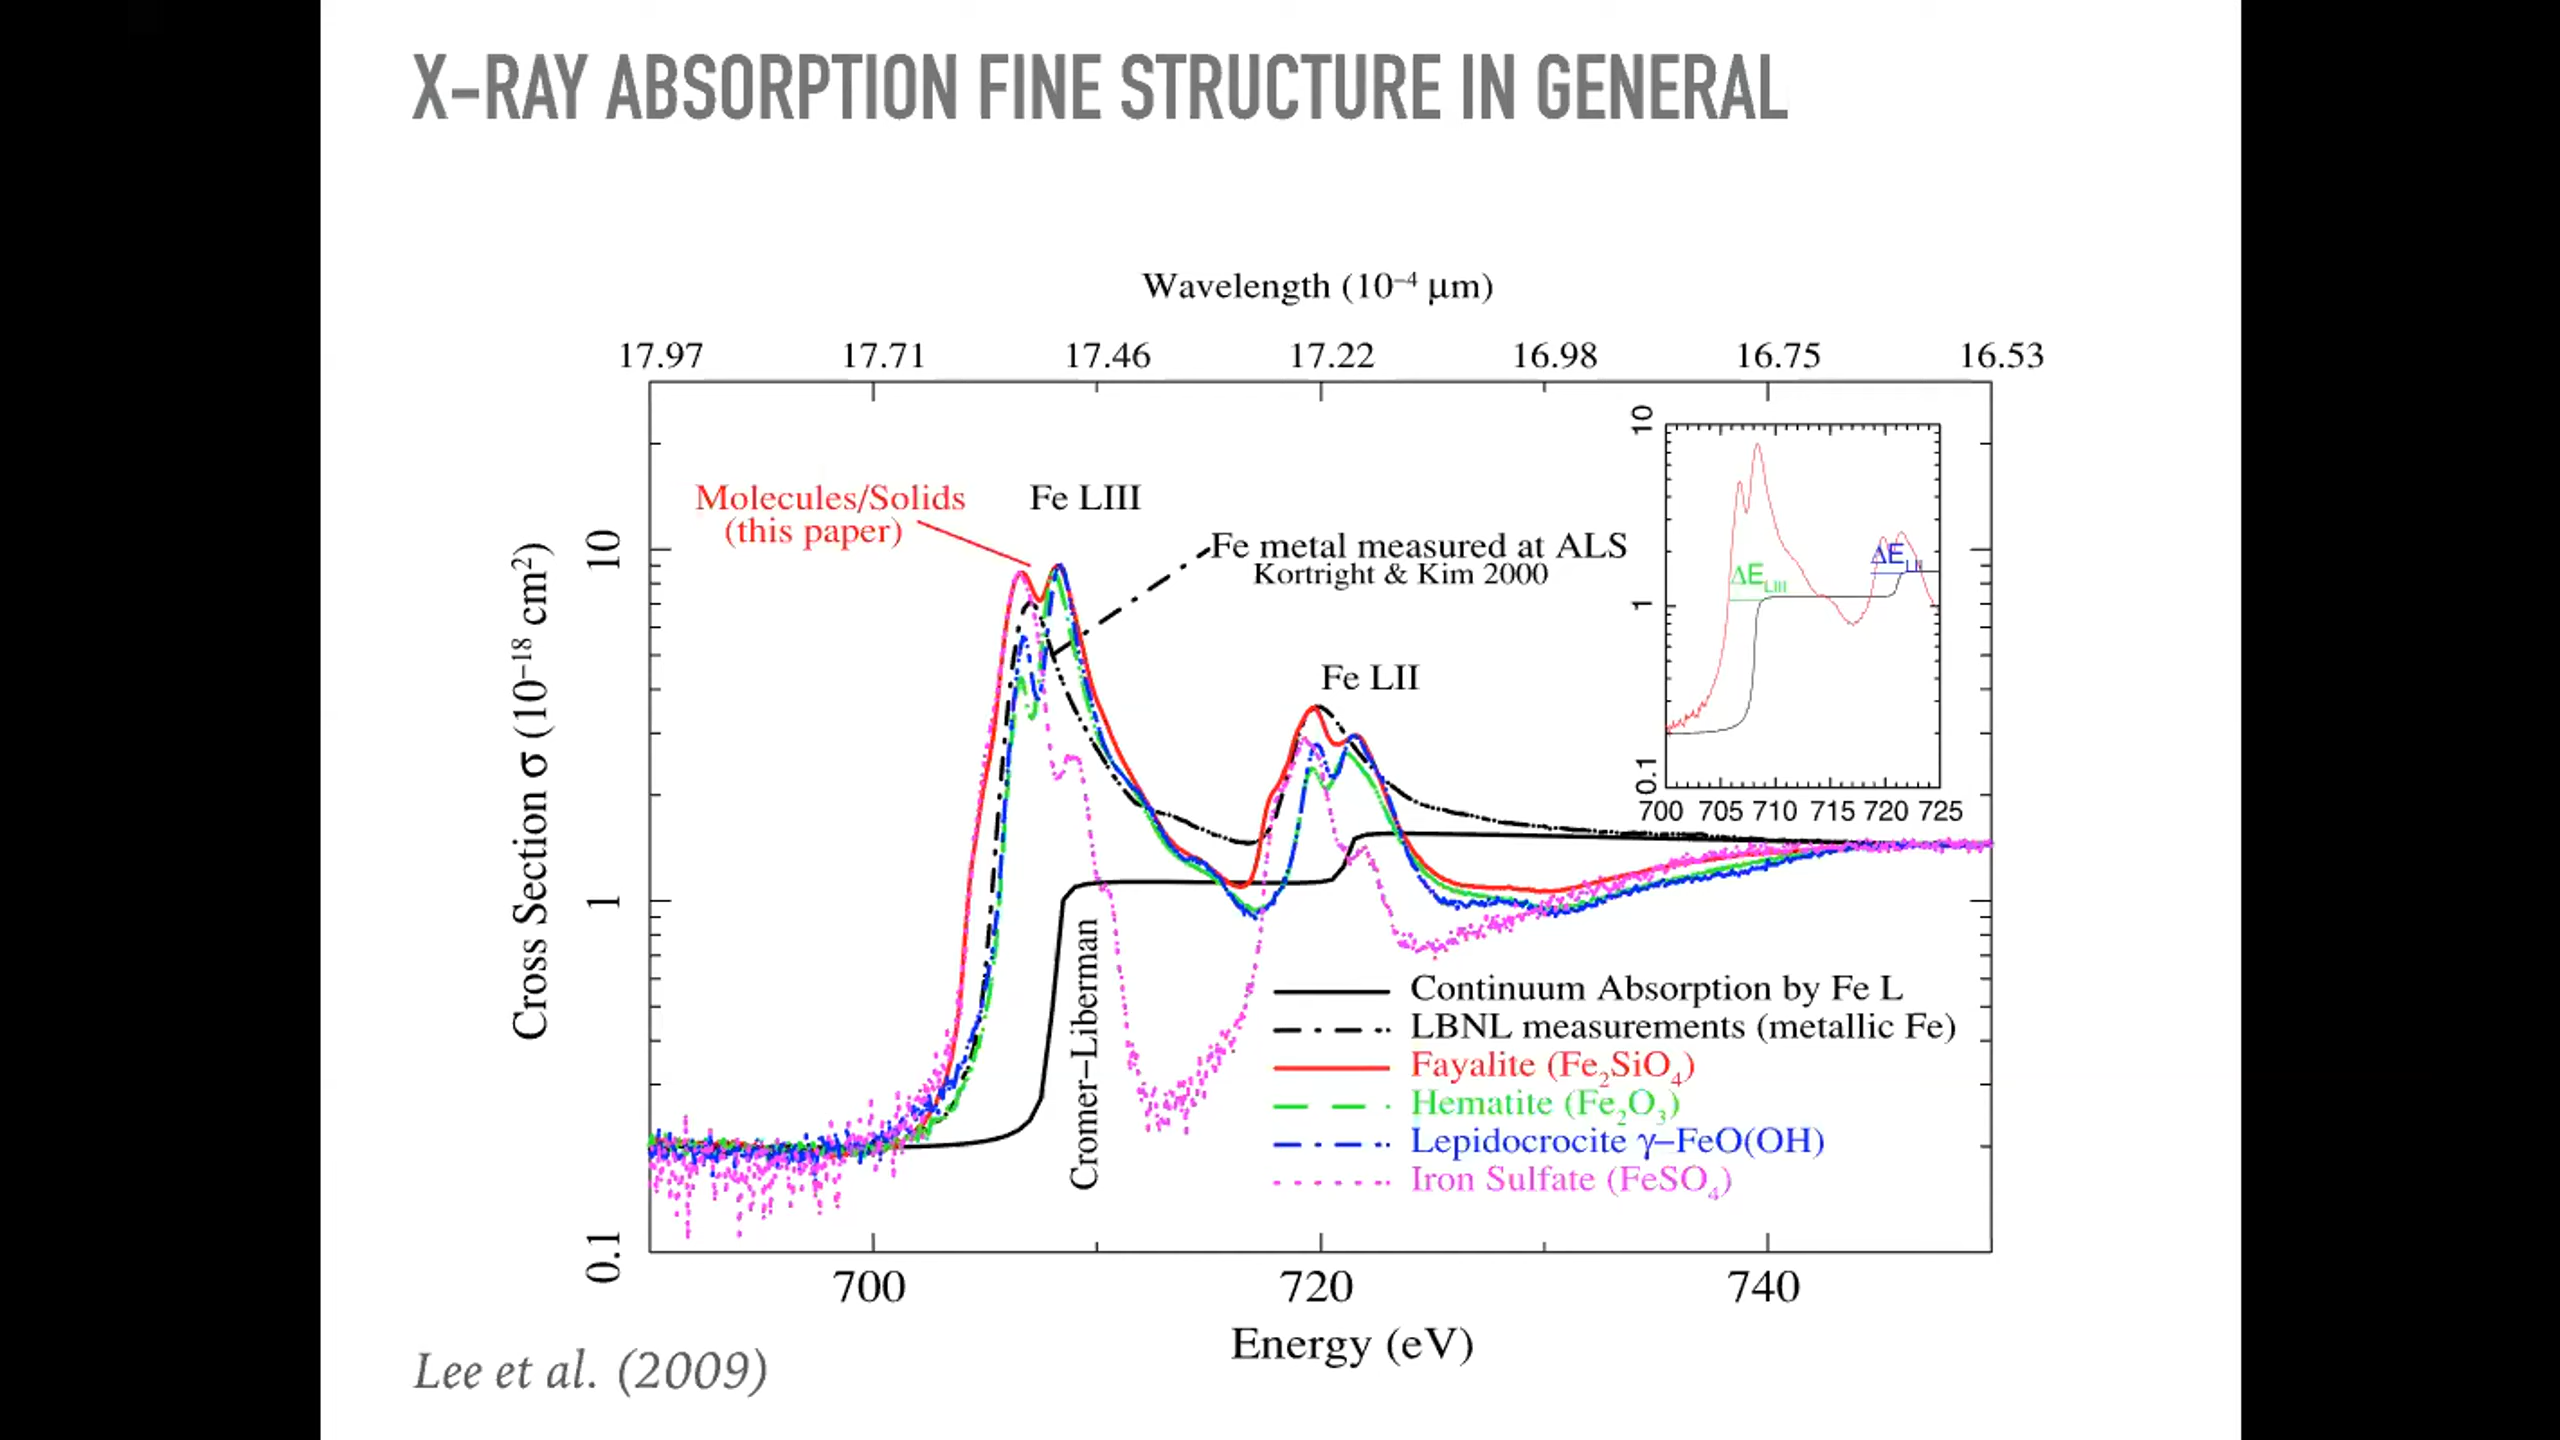 X-RAY ABSORPTION FINE STRUCTURE IN GENERAL
Wavelength (10⁻⁴ μm)
17.97 17.71 17.46 17.22 16.98 16.75 16.53
Molecules/Solids
(this paper)
Fe LIII
Fe metal measured at ALS
Kortright & Kim 2000
Fe LII
Cross Section σ (10⁻¹⁸ cm²)
10
1
0.1
10
1
0.1
ΔE_LIII
ΔE_LII
700 705 710 715 720 725
Cromer–Liberman
Continuum Absorption by Fe L
LBNL measurements (metallic Fe)
Fayalite (Fe₂SiO₄)
Hematite (Fe₂O₃)
Lepidocrocite γ–FeO(OH)
Iron Sulfate (FeSO₄)
700 720 740
Energy (eV)
Lee et al. (2009)